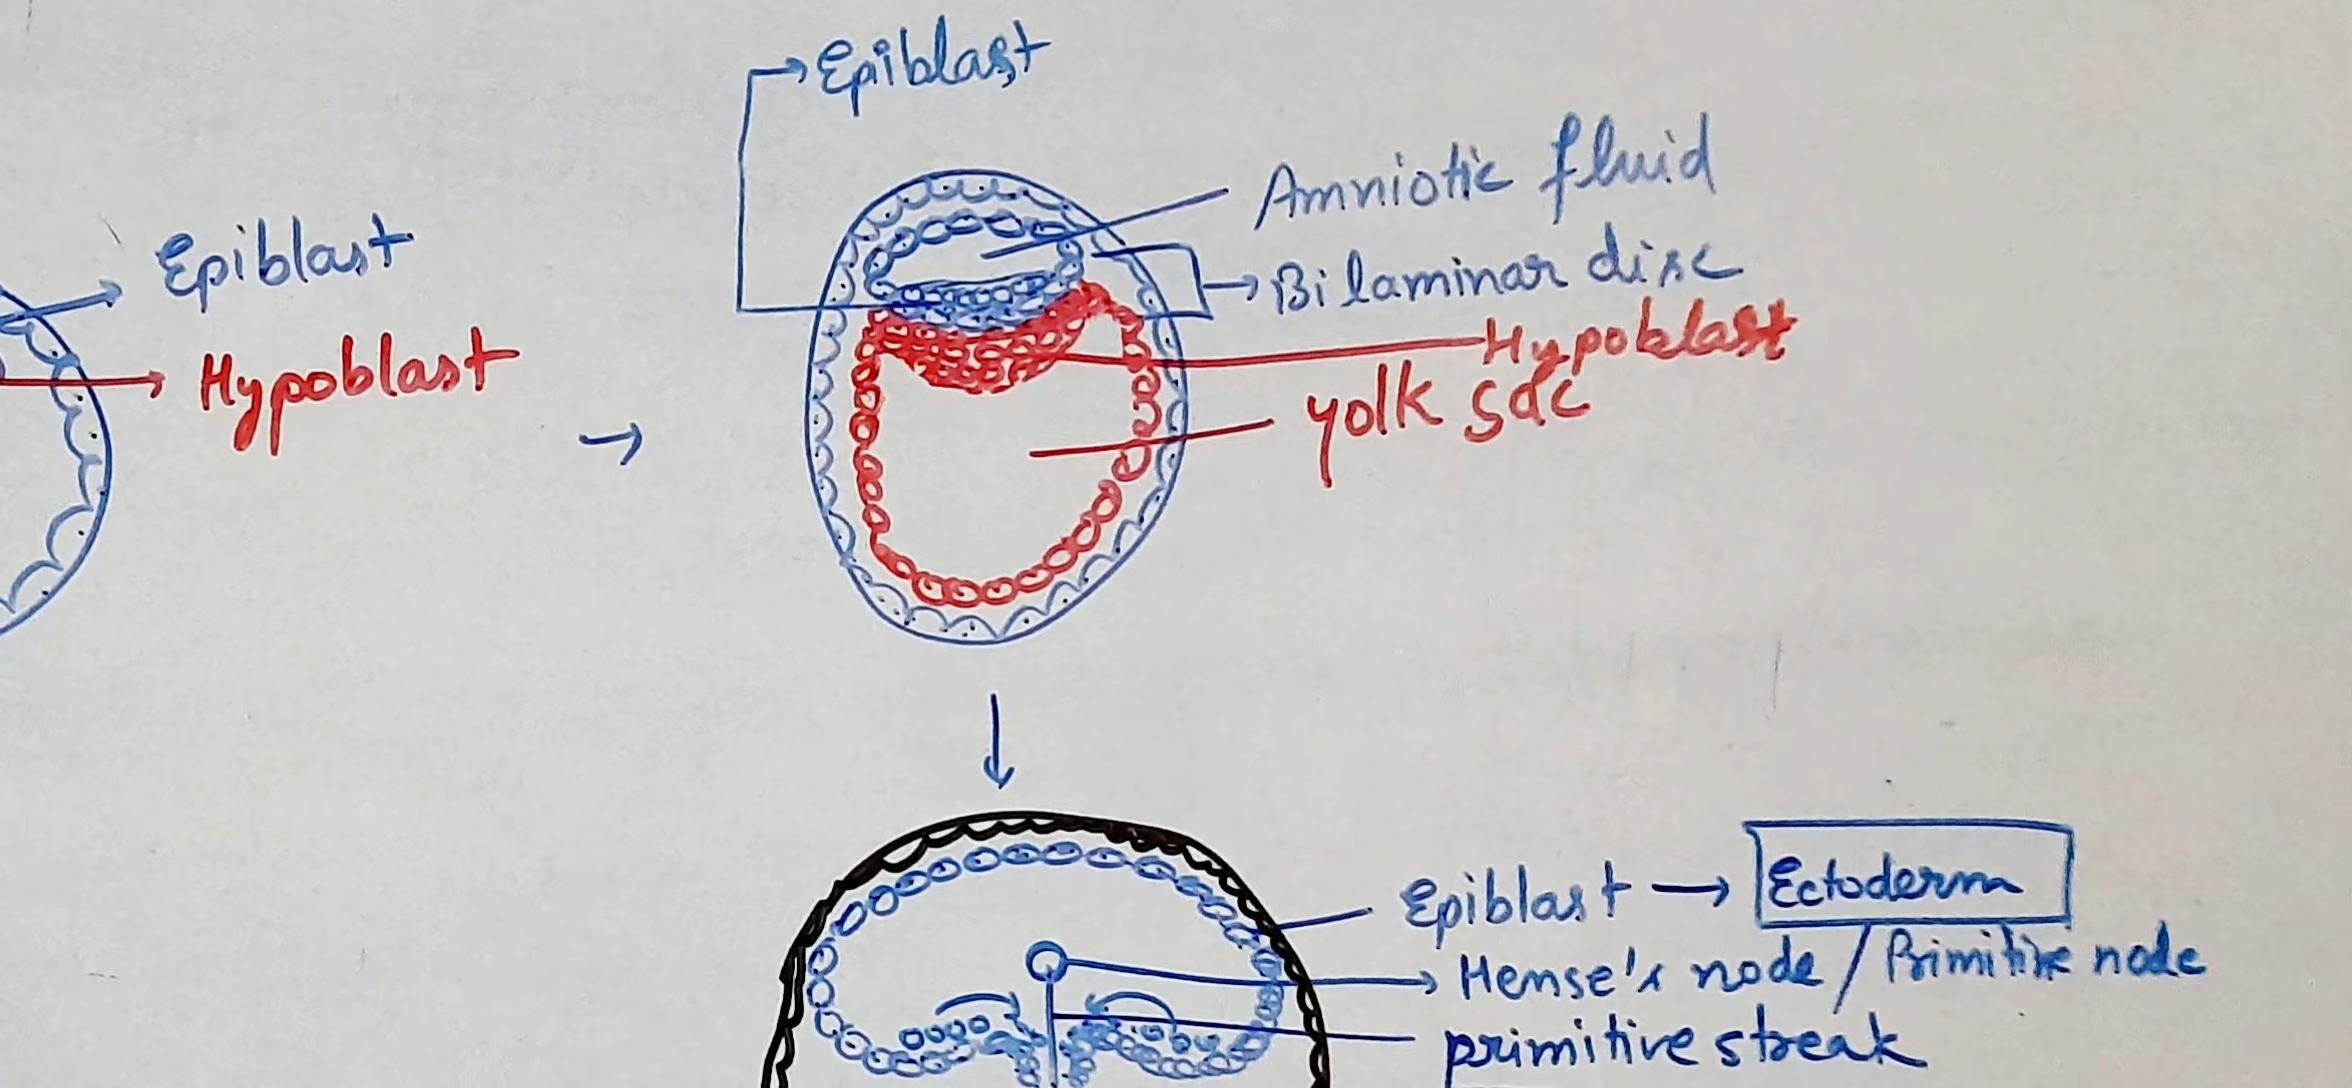 Epiblast
Amniotic fluid
Epiblast
Bilaminar disc
Hypoblast
Hypoblast
yolk sac
Epiblast → Ectoderm
Hense's node / Primitive node
primitive streak